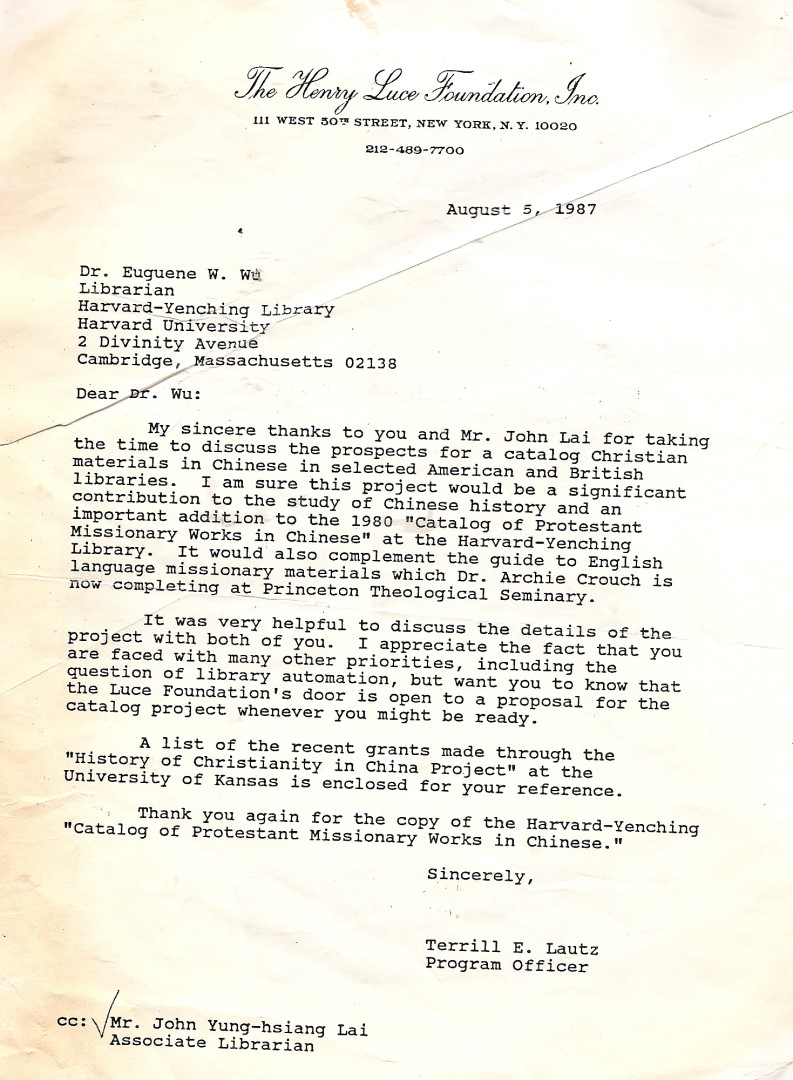 The Henry Luce Foundation, Inc.
111 WEST 50TH STREET, NEW YORK, N.Y. 10020
212-489-7700
August 5, 1987
Dr. Euguene W. Wu
Librarian
Harvard-Yenching Library
Harvard University
2 Divinity Avenue
Cambridge, Massachusetts 02138
Dear Dr. Wu:
My sincere thanks to you and Mr. John Lai for taking
the time to discuss the prospects for a catalog Christian
materials in Chinese in selected American and British
libraries. I am sure this project would be a significant
contribution to the study of Chinese history and an
important addition to the 1980 "Catalog of Protestant
Missionary Works in Chinese" at the Harvard-Yenching
Library. It would also complement the guide to English
language missionary materials which Dr. Archie Crouch is
now completing at Princeton Theological Seminary.
It was very helpful to discuss the details of the
project with both of you. I appreciate the fact that you
are faced with many other priorities, including the
question of library automation, but want you to know that
the Luce Foundation's door is open to a proposal for the
catalog project whenever you might be ready.
A list of the recent grants made through the
"History of Christianity in China Project" at the
University of Kansas is enclosed for your reference.
Thank you again for the copy of the Harvard-Yenching
"Catalog of Protestant Missionary Works in Chinese."
Sincerely,
Terrill E. Lautz
Program Officer
cc: √Mr. John Yung-hsiang Lai
Associate Librarian